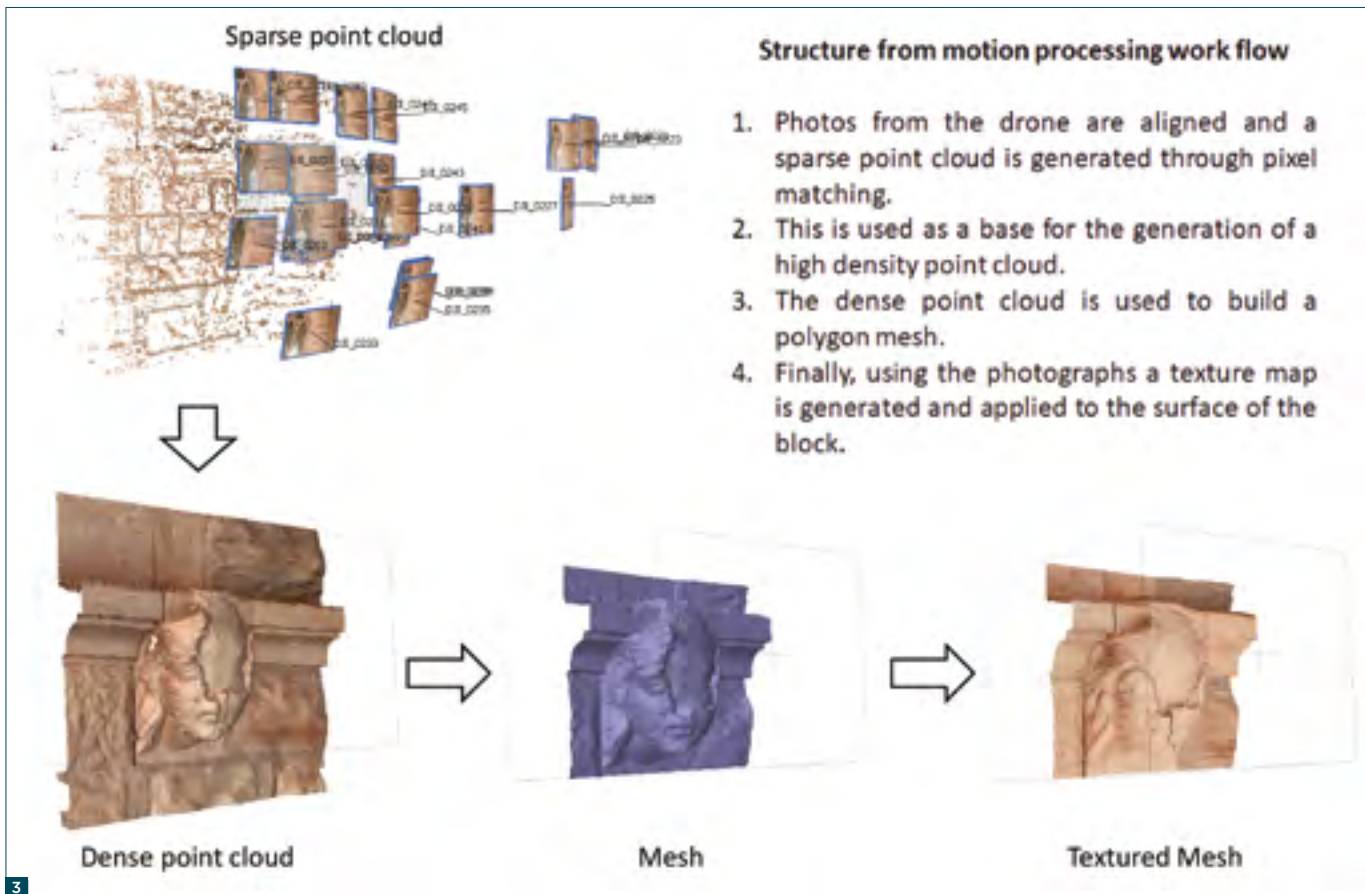 Sparse point cloud
Structure from motion processing work flow
1. Photos from the drone are aligned and a
sparse point cloud is generated through pixel
matching.
2. This is used as a base for the generation of a
high density point cloud.
3. The dense point cloud is used to build a
polygon mesh.
4. Finally, using the photographs a texture map
is generated and applied to the surface of the
block.
Dense point cloud
Mesh
Textured Mesh
3